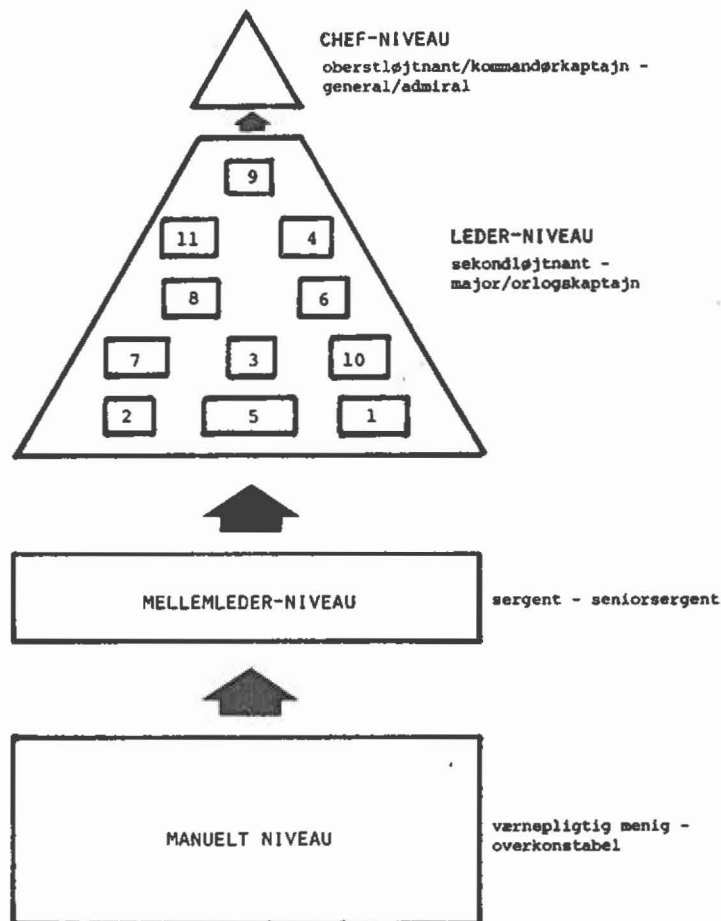 CHEF-NIVEAU
oberstløjtnant/kommandørkaptajn -
general/admiral
9
11 4
LEDER-NIVEAU
sekondløjtnant -
major/orlogskaptajn
8 6
7 3 10
2 5 1
MELLEMLEDER-NIVEAU
sergent - seniorsergent
MANUELT NIVEAU
værnepligtig menig -
overkonstabel